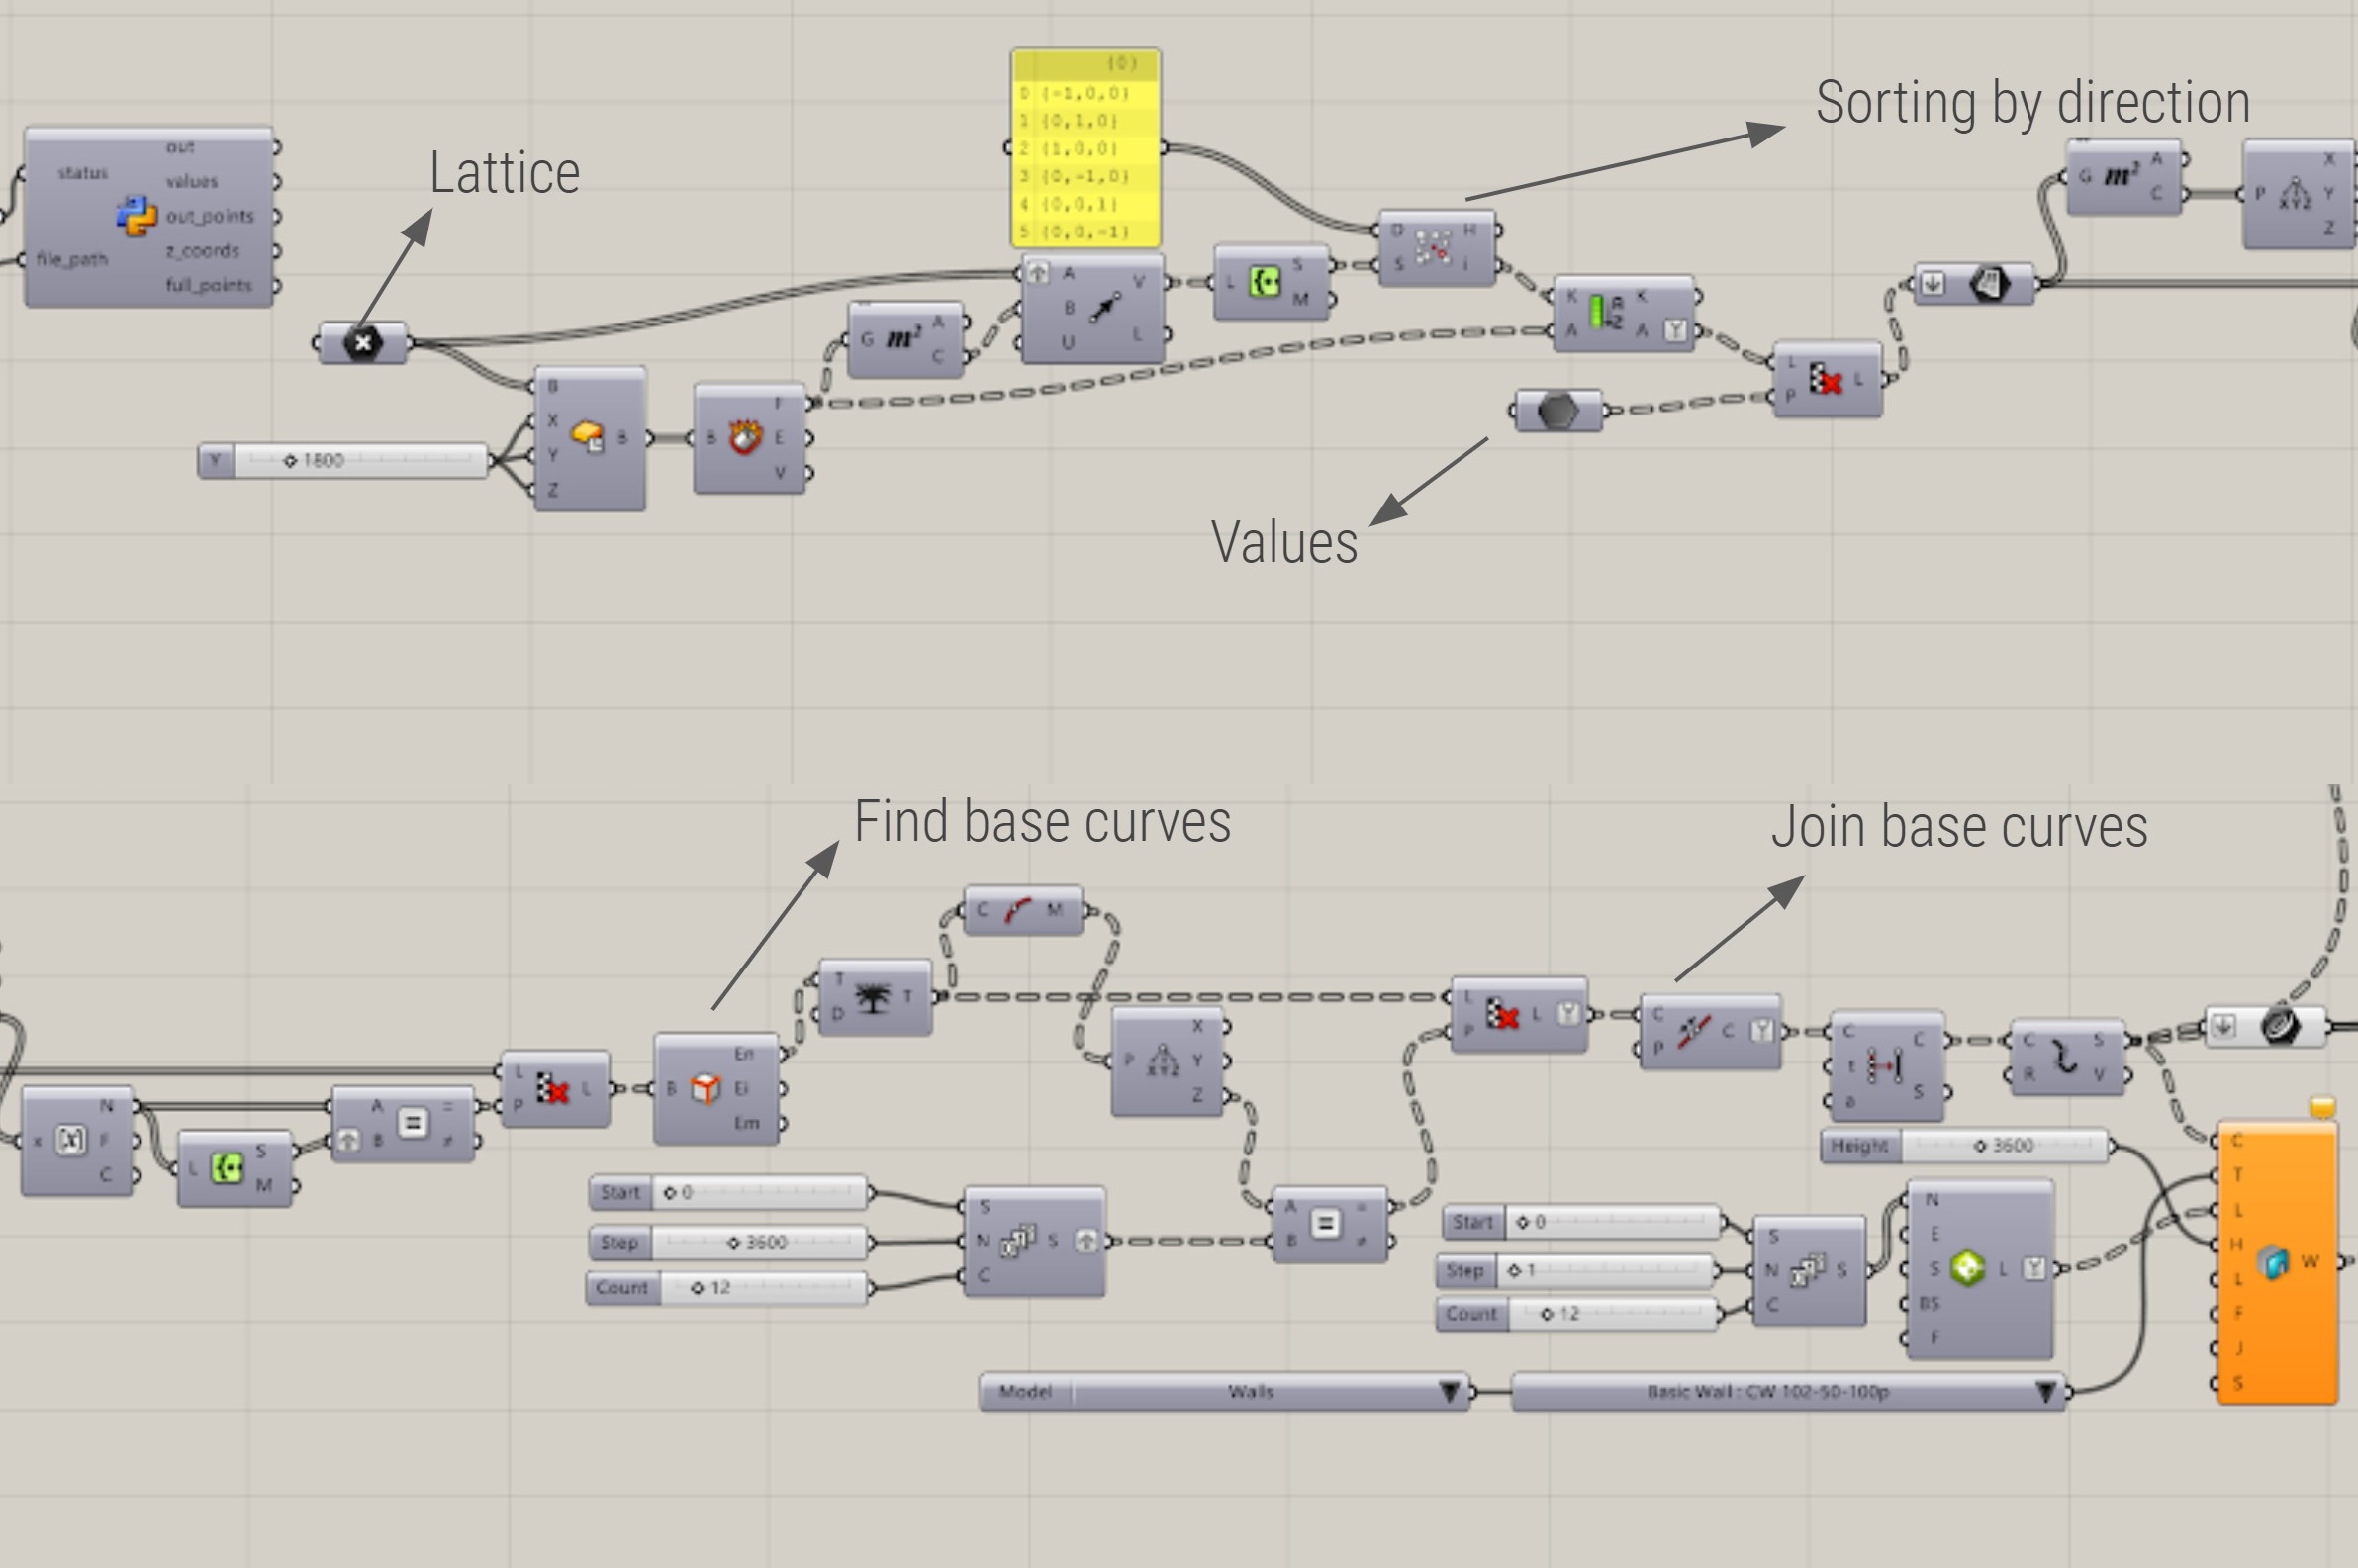 Lattice
Sorting by direction
Values
Find base curves
Join base curves
status
file_path
out
values
out_points
z_coords
full_points
{0}
0 {-1,0,0}
1 {0,1,0}
2 {1,0,0}
3 {0,-1,0}
4 {0,0,1}
5 {0,0,-1}
Y 1800
B
X
Y
Z
B
B
F
E
V
G
A
C
A
B
U
V
L
L
S
M
D
S
H
i
K
A
K
A
L
P
L
G
A
C
P
X
Y
Z
x
N
F
C
L
S
M
A
B
=
≠
L
P
L
B
En
Ei
Em
T
D
T
C M
P
X
Y
Z
Start 0
Step 3600
Count 12
S
N
C
S
A
B
=
≠
L
P
L
C
P
C
C
t
a
C
S
C
R
S
V
Height 3600
Start 0
Step 1
Count 12
S
N
C
S
N
E
S
BS
F
L
C
T
L
H
L
F
J
S
W
Model Walls
Basic Wall : CW 102-50-100p